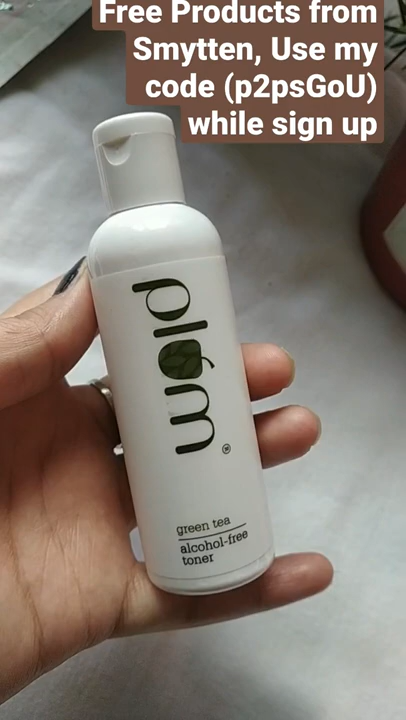 Free Products from
Smytten, Use my
code (p2psGoU)
while sign up
plum
®
green tea
alcohol-free
toner